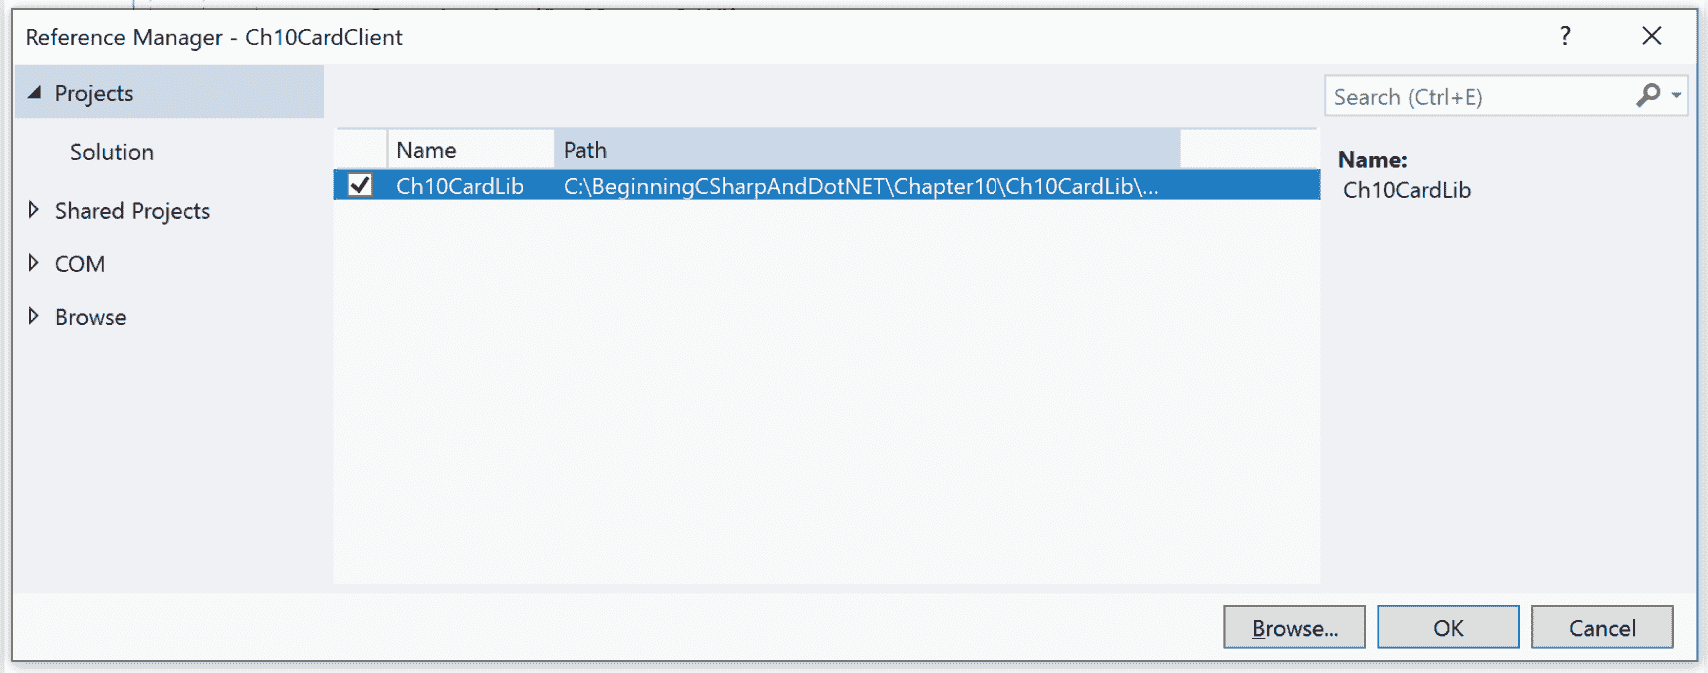 Reference Manager - Ch10CardClient
?
Projects
Search (Ctrl+E)
Solution
Name Path
Name:
Ch10CardLib C:\BeginningCSharpAndDotNET\Chapter10\Ch10CardLib\...
Ch10CardLib
Shared Projects
COM
Browse
Browse... OK Cancel